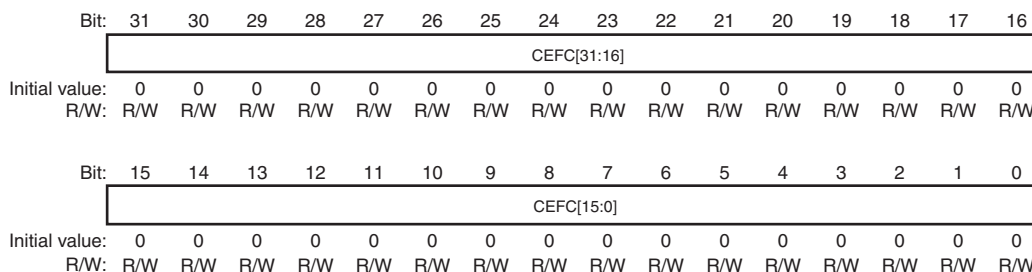 Bit: 31 30 29 28 27 26 25 24 23 22 21 20 19 18 17 16
CEFC[31:16]
Initial value: 0 0 0 0 0 0 0 0 0 0 0 0 0 0 0 0
R/W: R/W R/W R/W R/W R/W R/W R/W R/W R/W R/W R/W R/W R/W R/W R/W R/W
Bit: 15 14 13 12 11 10 9 8 7 6 5 4 3 2 1 0
CEFC[15:0]
Initial value: 0 0 0 0 0 0 0 0 0 0 0 0 0 0 0 0
R/W: R/W R/W R/W R/W R/W R/W R/W R/W R/W R/W R/W R/W R/W R/W R/W R/W